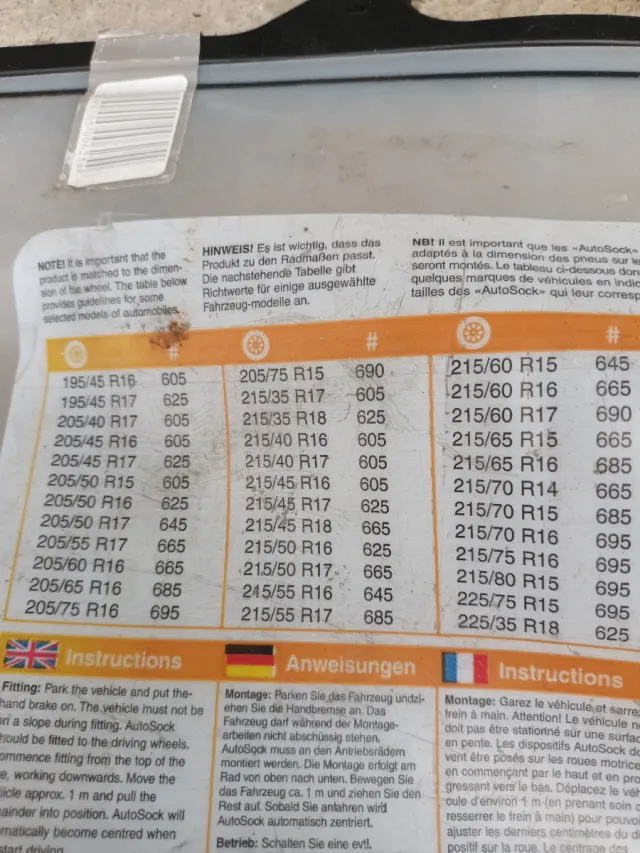 NOTE! It is important that the
product is matched to the dimen-
sion of the wheel. The table below
provides guidelines for some
selected models of automobiles.
HINWEIS! Es ist wichtig, dass das
Produkt zu den Radmaßen passt.
Die nachstehende Tabelle gibt
Richtwerte für einige ausgewählte
Fahrzeug-modelle an.
NB! Il est important que les «AutoSock»
adaptés à la dimension des pneus sur le
seront montés. Le tableau ci-dessous don
quelques marques de véhicules en indic
tailles des «AutoSock» qui leur corresp
#
195/45 R16 605
195/45 R17 625
205/40 R17 605
205/45 R16 605
205/45 R17 625
205/50 R15 605
205/50 R16 625
205/50 R17 645
205/55 R17 665
205/60 R16 665
205/65 R16 685
205/75 R16 695
#
205/75 R15 690
215/35 R17 605
215/35 R18 625
215/40 R16 605
215/40 R17 605
215/45 R16 605
215/45 R17 625
215/45 R18 665
215/50 R16 625
215/50 R17 665
215/55 R16 645
215/55 R17 685
#
215/60 R15 645
215/60 R16 665
215/60 R17 690
215/65 R15 665
215/65 R16 685
215/70 R14 665
215/70 R15 685
215/70 R16 695
215/75 R16 695
215/80 R15 695
225/75 R15 695
225/35 R18 625
Instructions
Fitting: Park the vehicle and put the
hand brake on. The vehicle must not be
on a slope during fitting. AutoSock
hould be fitted to the driving wheels.
ommence fitting from the top of the
e, working downwards. Move the
icle approx. 1 m and pull the
ainder into position. AutoSock will
matically become centred when
start driving.
Anweisungen
Montage: Parken Sie das Fahrzeug undzi-
ehen Sie die Handbremse an. Das
Fahrzeug darf während der Montage-
arbeiten nicht abschüssig stehen.
AutoSock muss an den Antriebsrädern
montiert werden. Die Montage erfolgt am
Rad von oben nach unten. Bewegen Sie
das Fahrzeug ca. 1 m und ziehen Sie den
Rest auf. Sobald Sie anfahren wird
AutoSock automatisch zentriert.
Betrieb: Schalten Sie eine evtl.
Instructions
Montage: Garez le véhicule et serrez
frein à main. Attention! Le véhicule n
doit pas être stationné sur une surfac
en pente. Les dispositifs AutoSock do
vent être posés sur les roues motrice
en commençant par le haut et en pro
gressant vers le bas. Déplacez le véh
cule d'environ 1 m (en prenant soin d
resserrer le frein à main) pour pouvoi
ajuster les derniers centimètres du di
positif sur la roue. Le centrage des